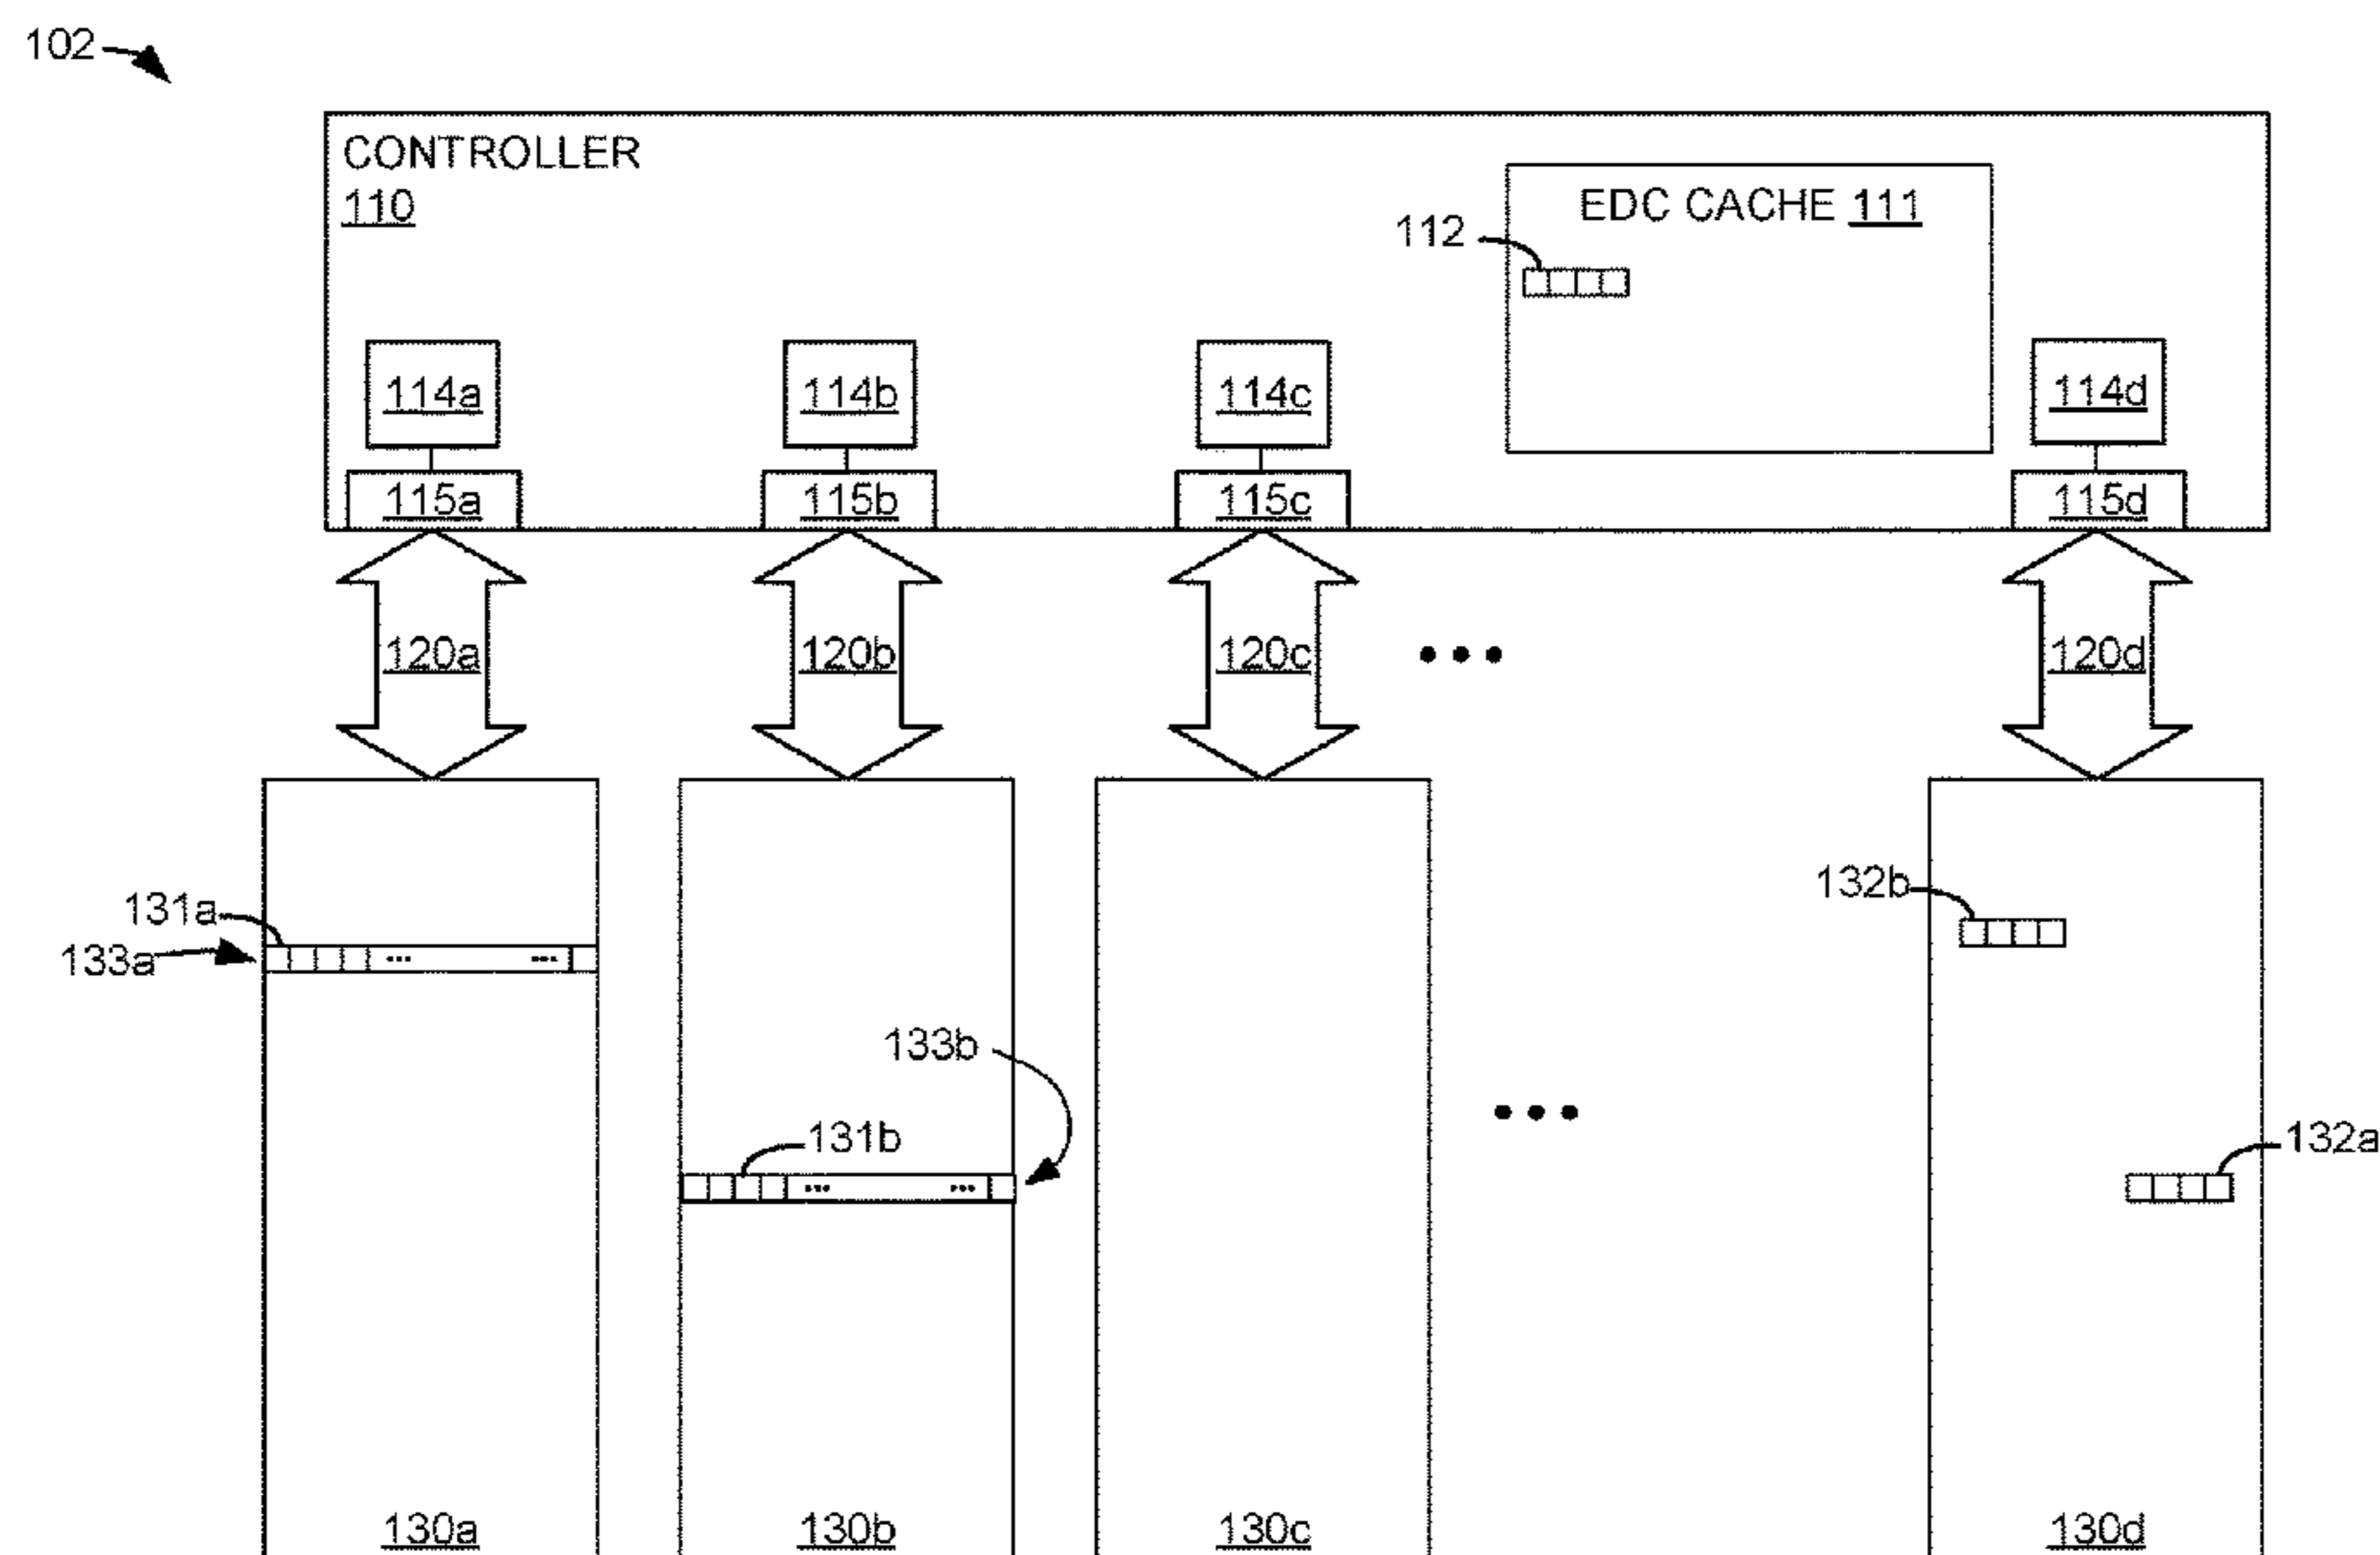 102
CONTROLLER
110
EDC CACHE 111
112
114a 114b 114c 114d
115a 115b 115c 115d
120a 120b 120c 120d
132b
131a
133a
133b
131b
132a
130a 130b 130c 130d